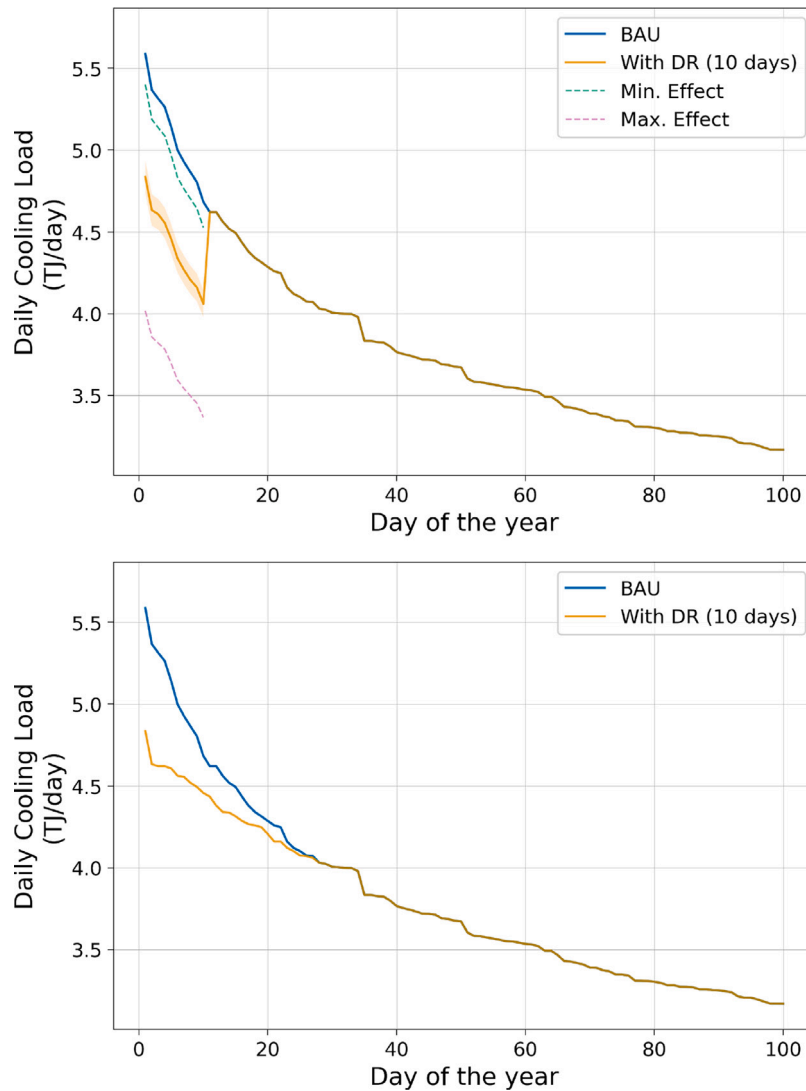 BAU
With DR (10 days)
Min. Effect
Max. Effect
Daily Cooling Load
(TJ/day)
5.5
5.0
4.5
4.0
3.5
0 20 40 60 80 100
Day of the year
BAU
With DR (10 days)
Daily Cooling Load
(TJ/day)
5.5
5.0
4.5
4.0
3.5
0 20 40 60 80 100
Day of the year